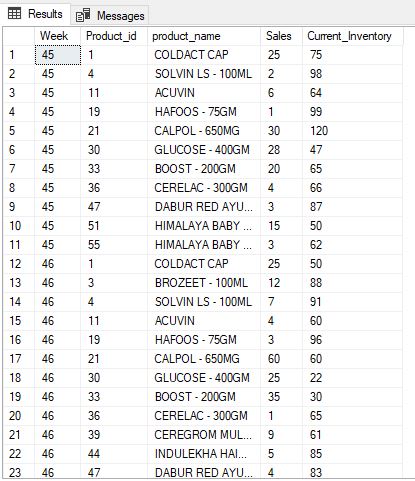 Results Messages
Week Product_id product_name Sales Current_Inventory
1 45 1 COLDACT CAP 25 75
2 45 4 SOLVIN LS - 100ML 2 98
3 45 11 ACUVIN 6 64
4 45 19 HAFOOS - 75GM 1 99
5 45 21 CALPOL - 650MG 30 120
6 45 30 GLUCOSE - 400GM 28 47
7 45 33 BOOST - 200GM 20 65
8 45 36 CERELAC - 300GM 4 66
9 45 47 DABUR RED AYU... 3 87
10 45 51 HIMALAYA BABY ... 15 50
11 45 55 HIMALAYA BABY ... 3 62
12 46 1 COLDACT CAP 25 50
13 46 3 BROZEET - 100ML 12 88
14 46 4 SOLVIN LS - 100ML 7 91
15 46 11 ACUVIN 4 60
16 46 19 HAFOOS - 75GM 3 96
17 46 21 CALPOL - 650MG 60 60
18 46 30 GLUCOSE - 400GM 25 22
19 46 33 BOOST - 200GM 35 30
20 46 36 CERELAC - 300GM 1 65
21 46 39 CEREGROM MUL... 9 61
22 46 44 INDULEKHA HAI... 5 85
23 46 47 DABUR RED AYU... 4 83